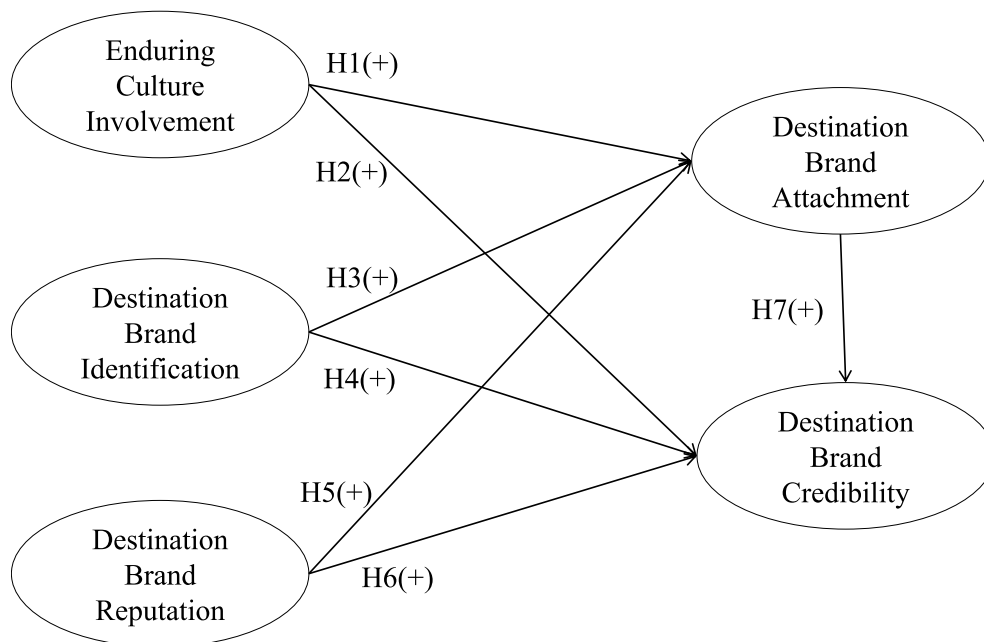 Enduring
Culture
Involvement
H1(+)
H2(+)
Destination
Brand
Attachment
H3(+)
Destination
Brand
Identification
H4(+)
H7(+)
Destination
Brand
Credibility
H5(+)
Destination
Brand
Reputation
H6(+)